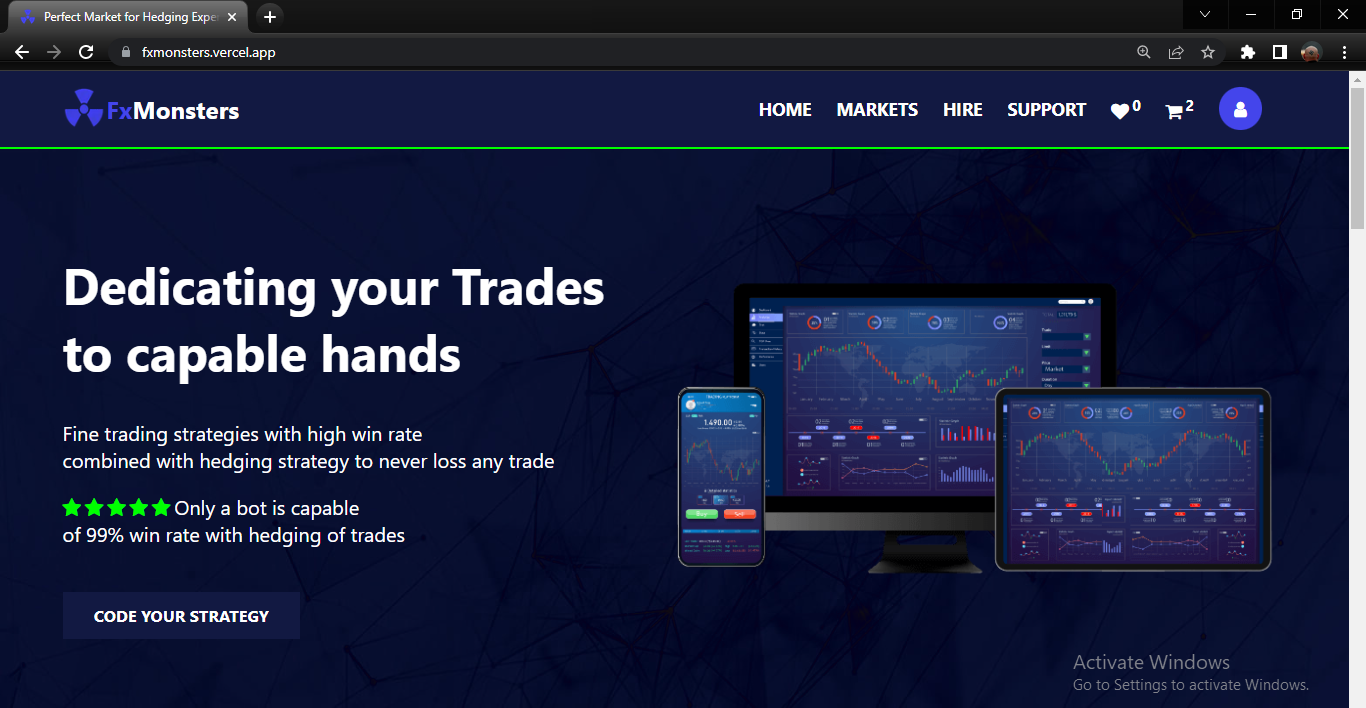 Perfect Market for Hedging Expe
fxmonsters.vercel.app
FxMonsters
HOME MARKETS HIRE SUPPORT 0 2
Dedicating your Trades
to capable hands
Fine trading strategies with high win rate
combined with hedging strategy to never loss any trade
Only a bot is capable
of 99% win rate with hedging of trades
CODE YOUR STRATEGY
1,490.00
Buy Sell
Market
Activate Windows
Go to Settings to activate Windows.